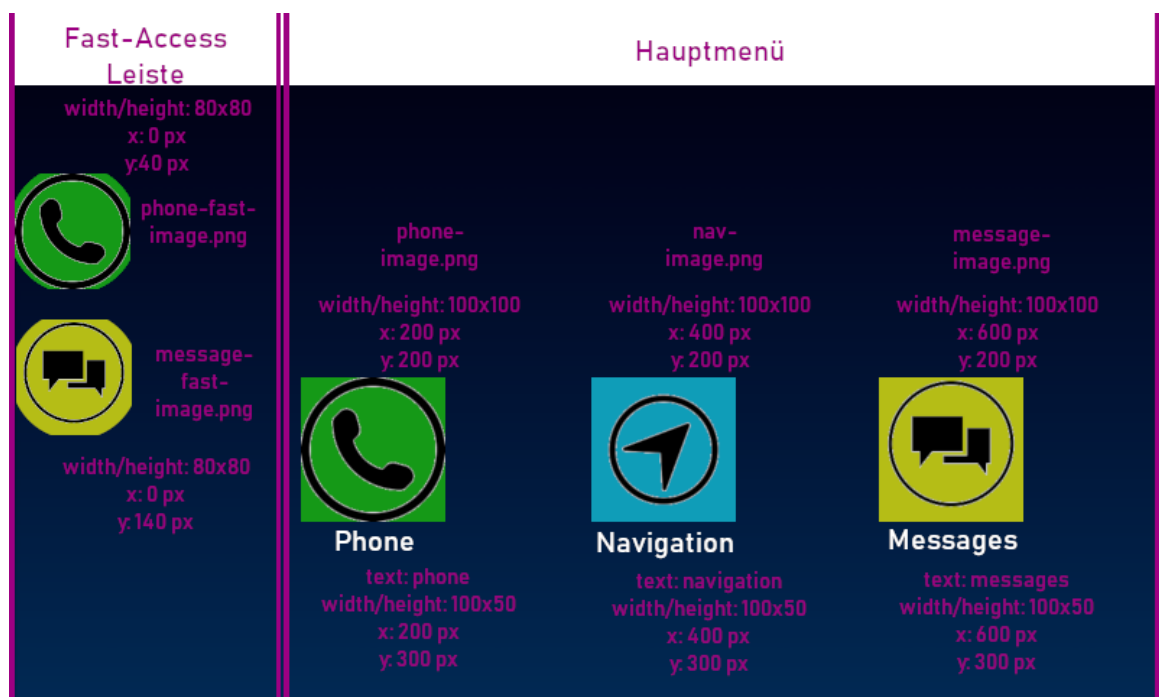 Fast-Access
Leiste
Hauptmenü
width/height: 80x80
x: 0 px
y:40 px
phone-fast-
image.png
message-
fast-
image.png
width/height: 80x80
x: 0 px
y: 140 px
phone-
image.png
width/height: 100x100
x: 200 px
y: 200 px
Phone
text: phone
width/height: 100x50
x: 200 px
y: 300 px
nav-
image.png
width/height: 100x100
x: 400 px
y: 200 px
Navigation
text: navigation
width/height: 100x50
x: 400 px
y: 300 px
message-
image.png
width/height: 100x100
x: 600 px
y: 200 px
Messages
text: messages
width/height: 100x50
x: 600 px
y: 300 px